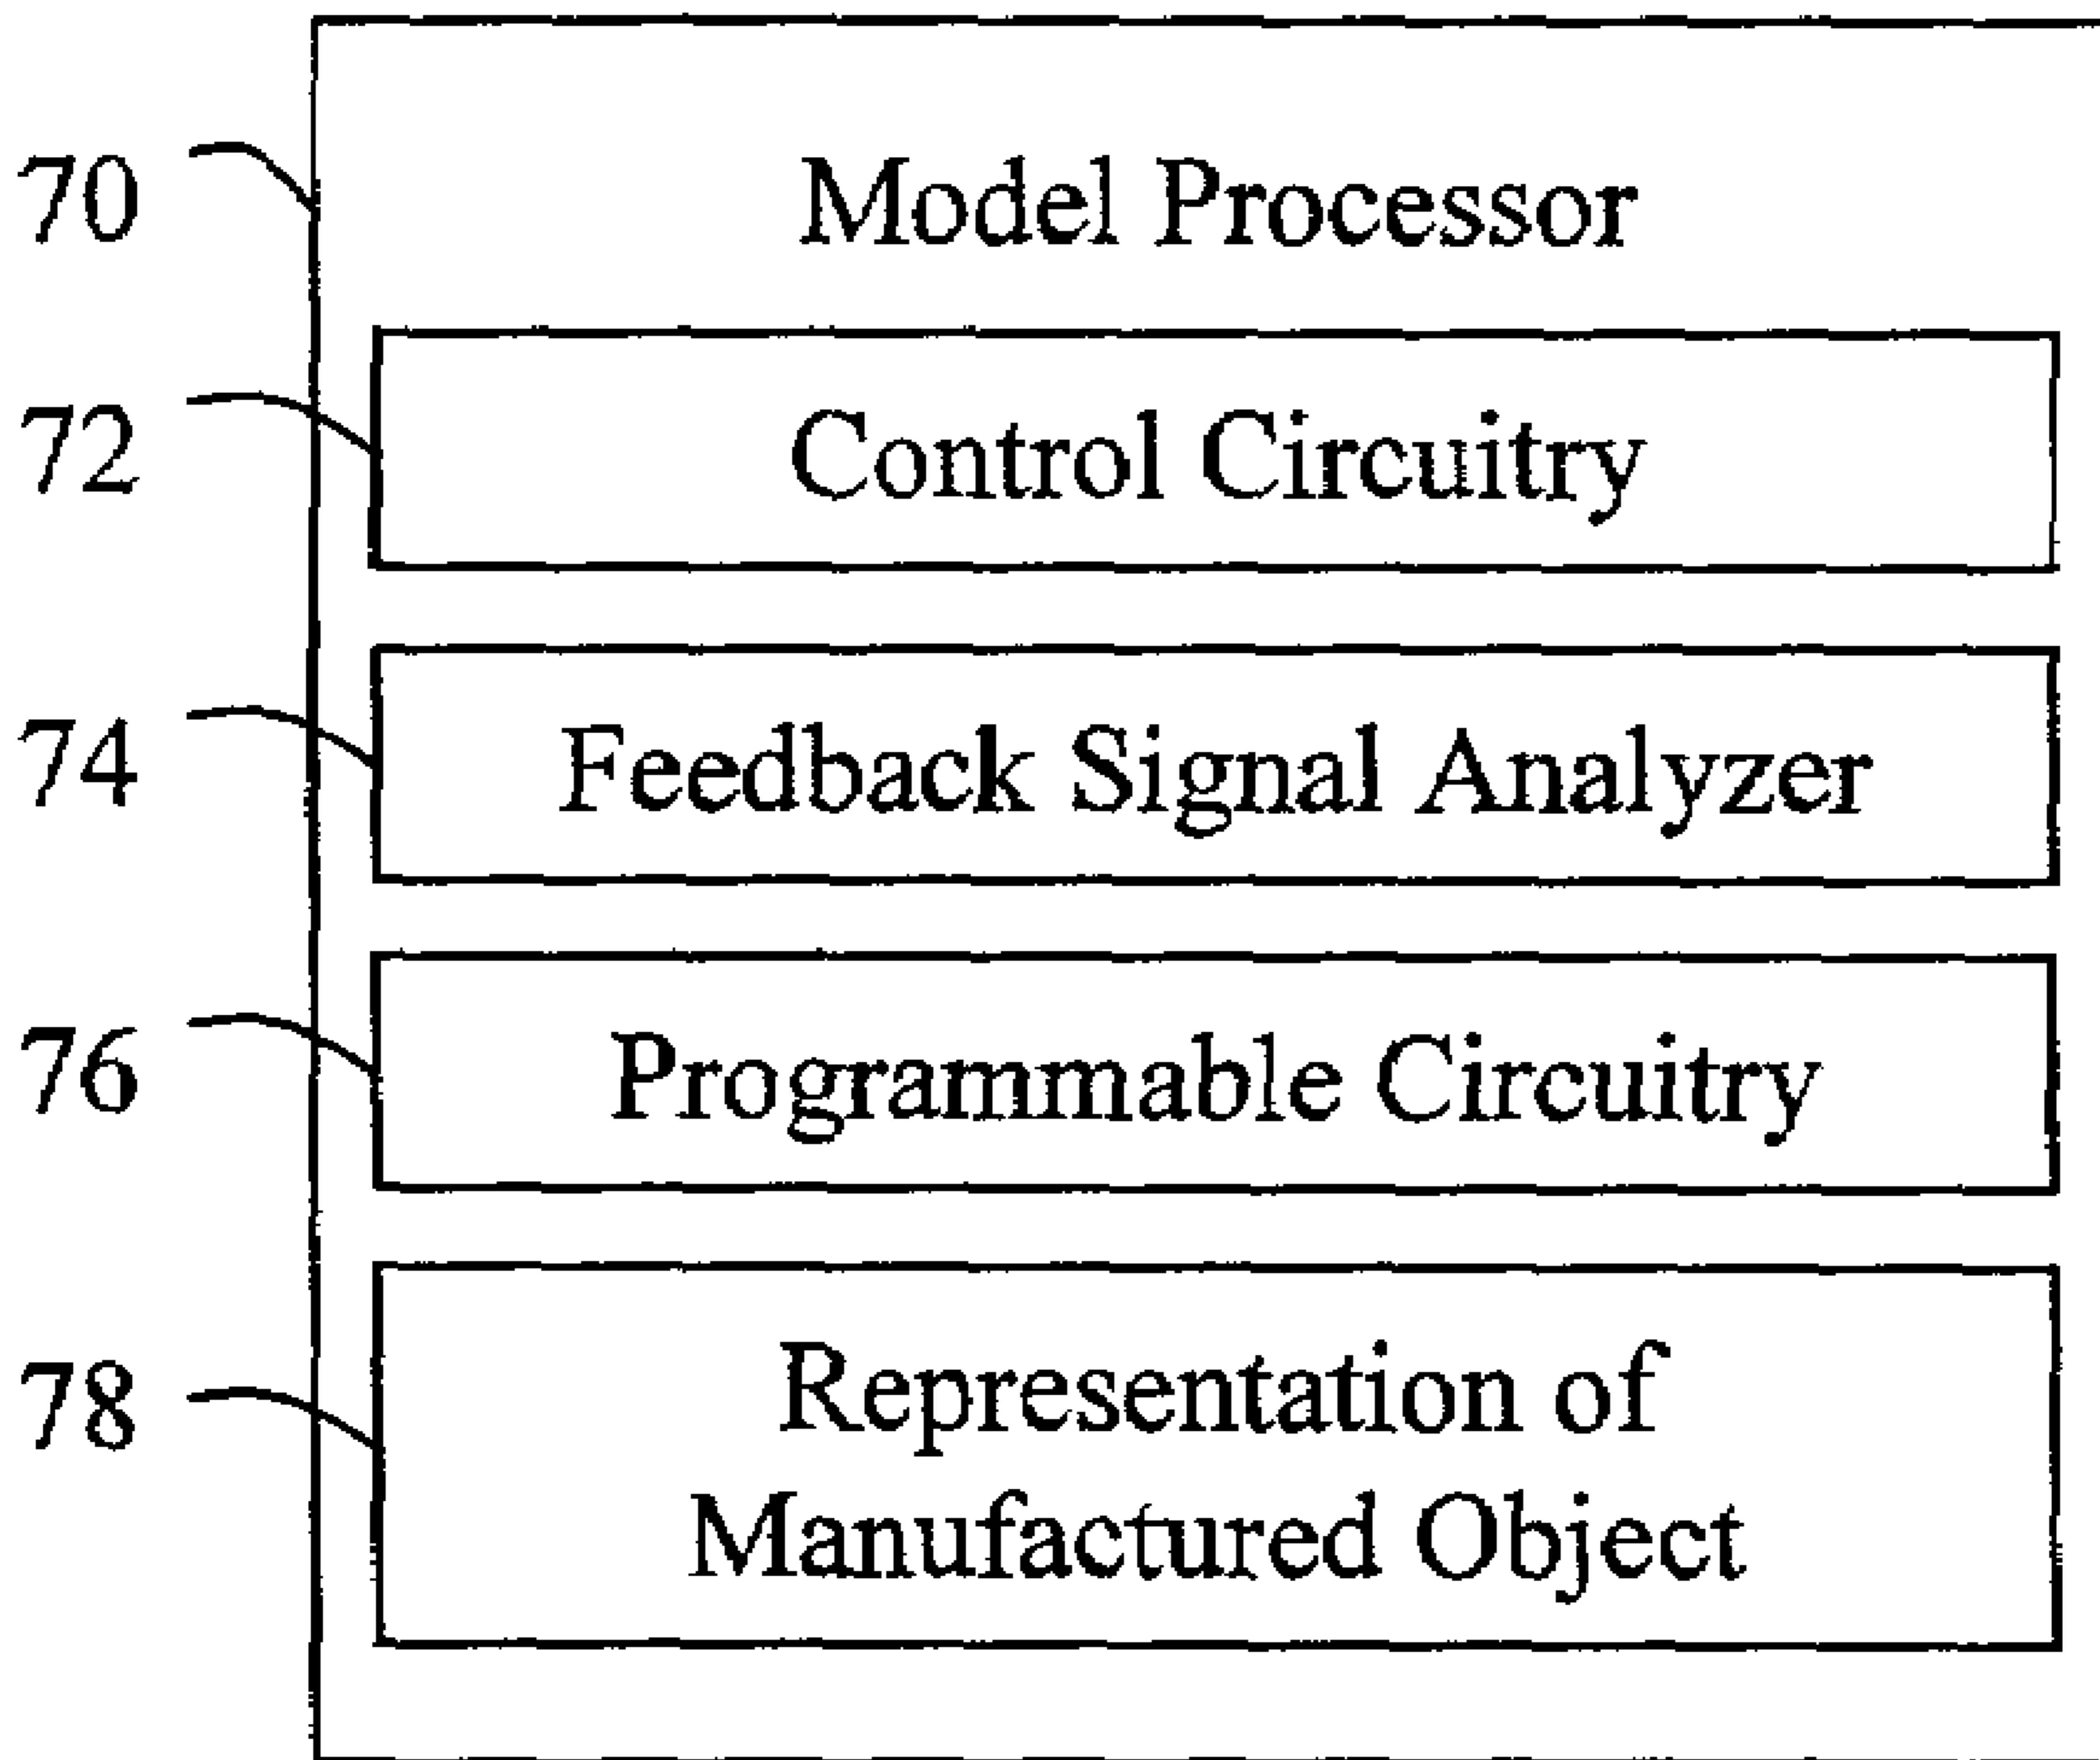 70 Model Processor
72 Control Circuitry
74 Feedback Signal Analyzer
76 Programmable Circuitry
78 Representation of
Manufactured Object